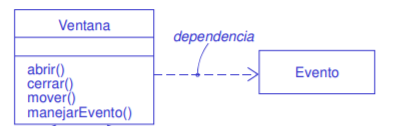 Ventana
dependencia
abrir()
cerrar()
mover()
manejarEvento()
Evento